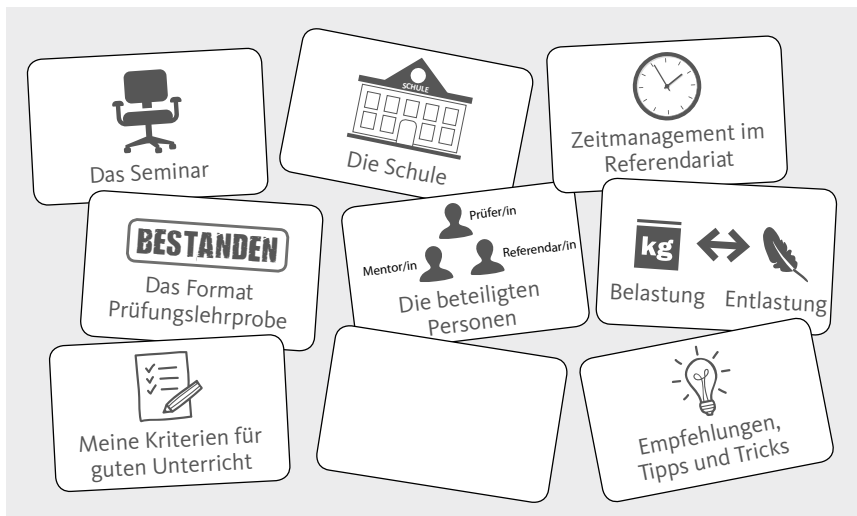 Das Seminar
SCHULE
Die Schule
Zeitmanagement im
Referendariat
BESTANDEN
Das Format
Prüfungslehrprobe
Prüfer/in
Mentor/in
Referendar/in
Die beteiligten
Personen
kg
Belastung Entlastung
Meine Kriterien für
guten Unterricht
Empfehlungen,
Tipps und Tricks